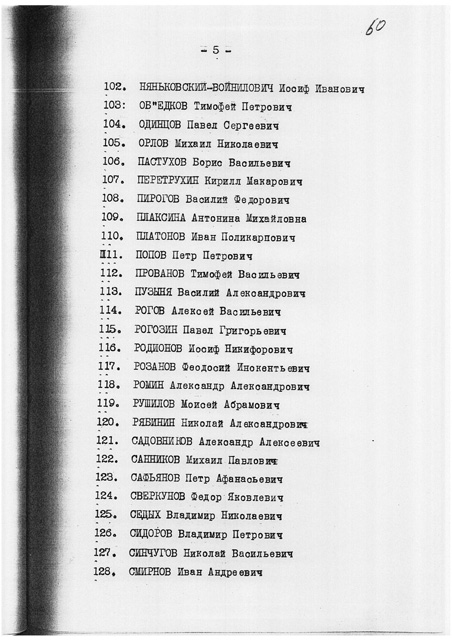 60
- 5 -
102. НЯНЬКОВСКИЙ-ВОЙНИЛОВИЧ Иосиф Иванович
103: ОБ"ЕДКОВ Тимофей Петрович
104. ОДИНЦОВ Павел Сергеевич
105. ОРЛОВ Михаил Николаевич
106. ПАСТУХОВ Борис Васильевич
107. ПЕРЕТРУХИН Кирилл Макарович
108. ПИРОГОВ Василий Федорович
109. ПЛАКСИНА Антонина Михайловна
110. ПЛАТОНОВ Иван Поликарпович
111. ПОПОВ Петр Петрович
112. ПРОВАНОВ Тимофей Васильевич
113. ПУЗЫНЯ Василий Александрович
114. РОГОВ Алексей Васильевич
115. РОГОЗИН Павел Григорьевич
116. РОДИОНОВ Иосиф Никифорович
117. РОЗАНОВ Феодосий Инокентьевич
118. РОМИН Александр Александрович
119. РУШИЛОВ Моисей Абрамович
120. РЯБИНИН Николай Александрович
121. САДОВНИКОВ Александр Алексеевич
122. САННИКОВ Михаил Павлович
123. САФЬЯНОВ Петр Афанасьевич
124. СВЕРКУНОВ Федор Яковлевич
125. СЕДЫХ Владимир Николаевич
126. СИДОРОВ Владимир Петрович
127. СИНЧУГОВ Николай Васильевич
128. СМИРНОВ Иван Андреевич